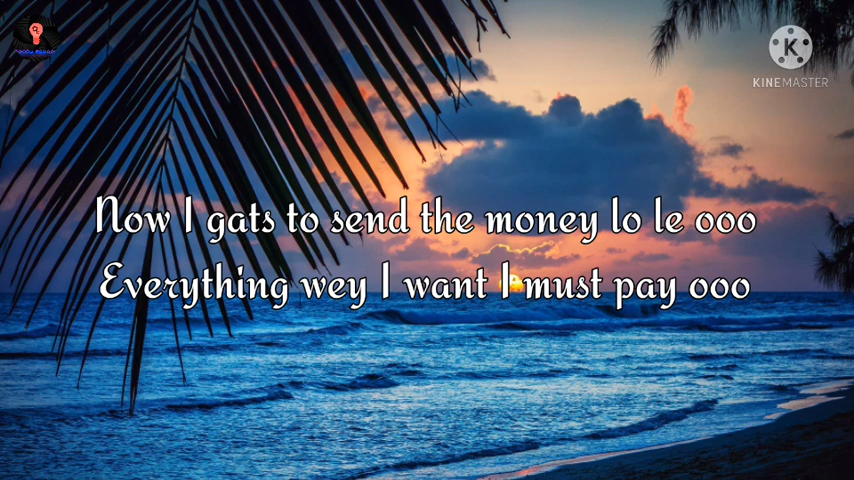 KINEMASTER
Now I gats to send the money lo le ooo
Everything wey I want I must pay ooo